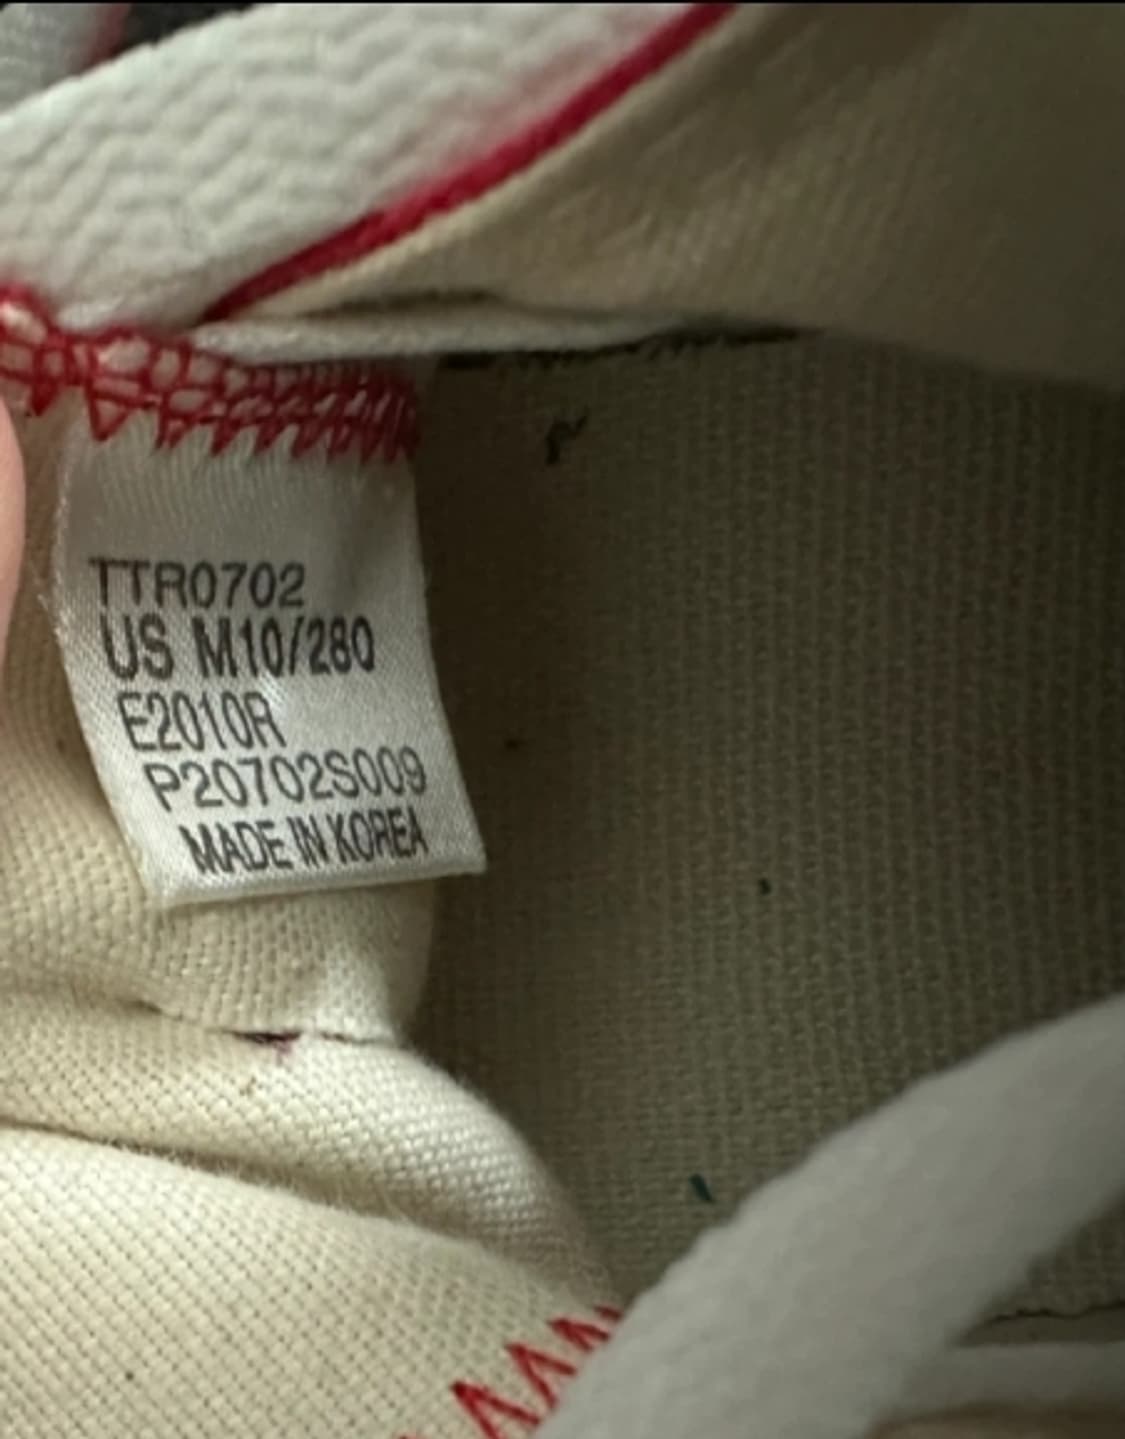 TTR0702
US M10/280
E2010R
P20702S009
MADE IN KOREA